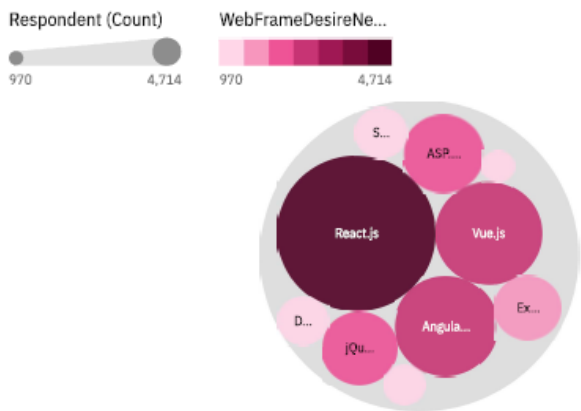 Respondent (Count)
970
4,714
WebFrameDesireNe...
970
4,714
S...
ASP....
React.js
Vue.js
D...
Ex...
jQu...
Angula...